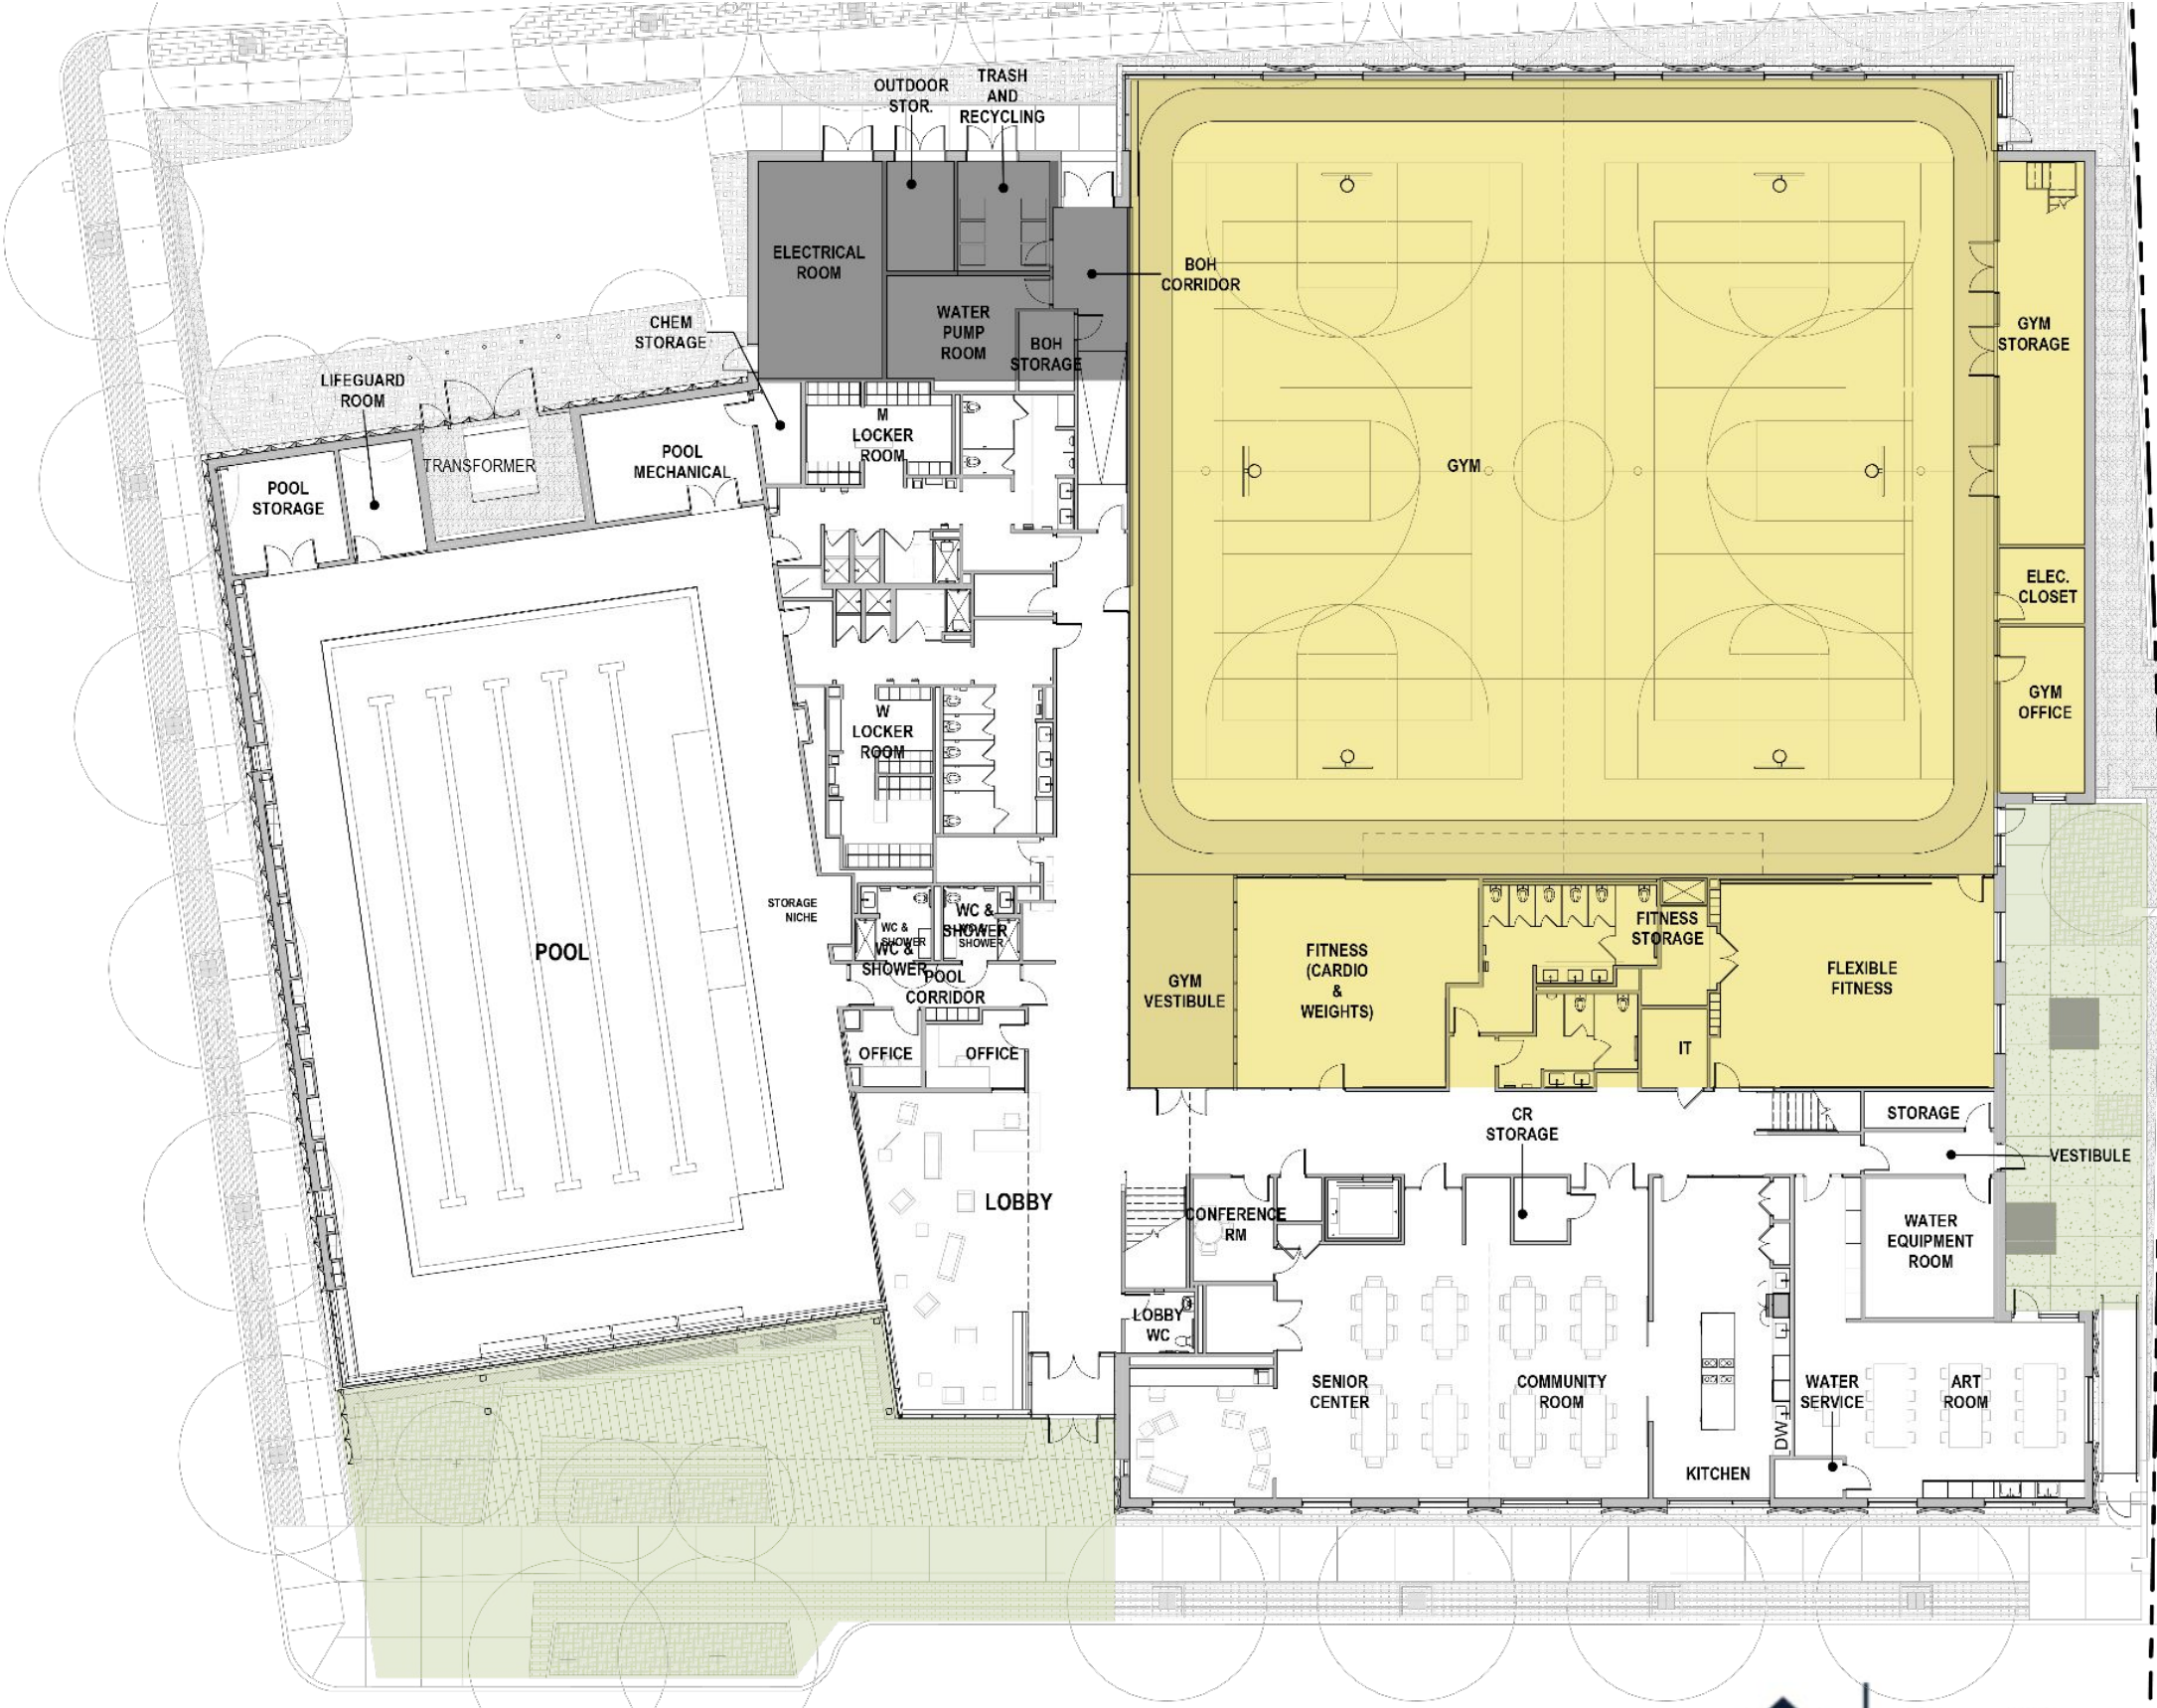 OUTDOOR
STOR.
TRASH
AND
RECYCLING
ELECTRICAL
ROOM
BOH
CORRIDOR
WATER
PUMP
ROOM
BOH
STORAGE
CHEM
STORAGE
LIFEGUARD
ROOM
M
LOCKER
ROOM
POOL
MECHANICAL
TRANSFORMER
POOL
STORAGE
GYM
GYM
STORAGE
ELEC.
CLOSET
GYM
OFFICE
W
LOCKER
ROOM
STORAGE
NICHE
WC &
SHOWER
WC &
SHOWER
WC &
SHOWER
SHOWER
POOL
CORRIDOR
POOL
OFFICE
OFFICE
GYM
VESTIBULE
FITNESS
(CARDIO
&
WEIGHTS)
FITNESS
STORAGE
FLEXIBLE
FITNESS
IT
CR
STORAGE
STORAGE
VESTIBULE
LOBBY
CONFERENCE
RM
WATER
EQUIPMENT
ROOM
LOBBY
WC
SENIOR
CENTER
COMMUNITY
ROOM
WATER
SERVICE
ART
ROOM
DW
KITCHEN